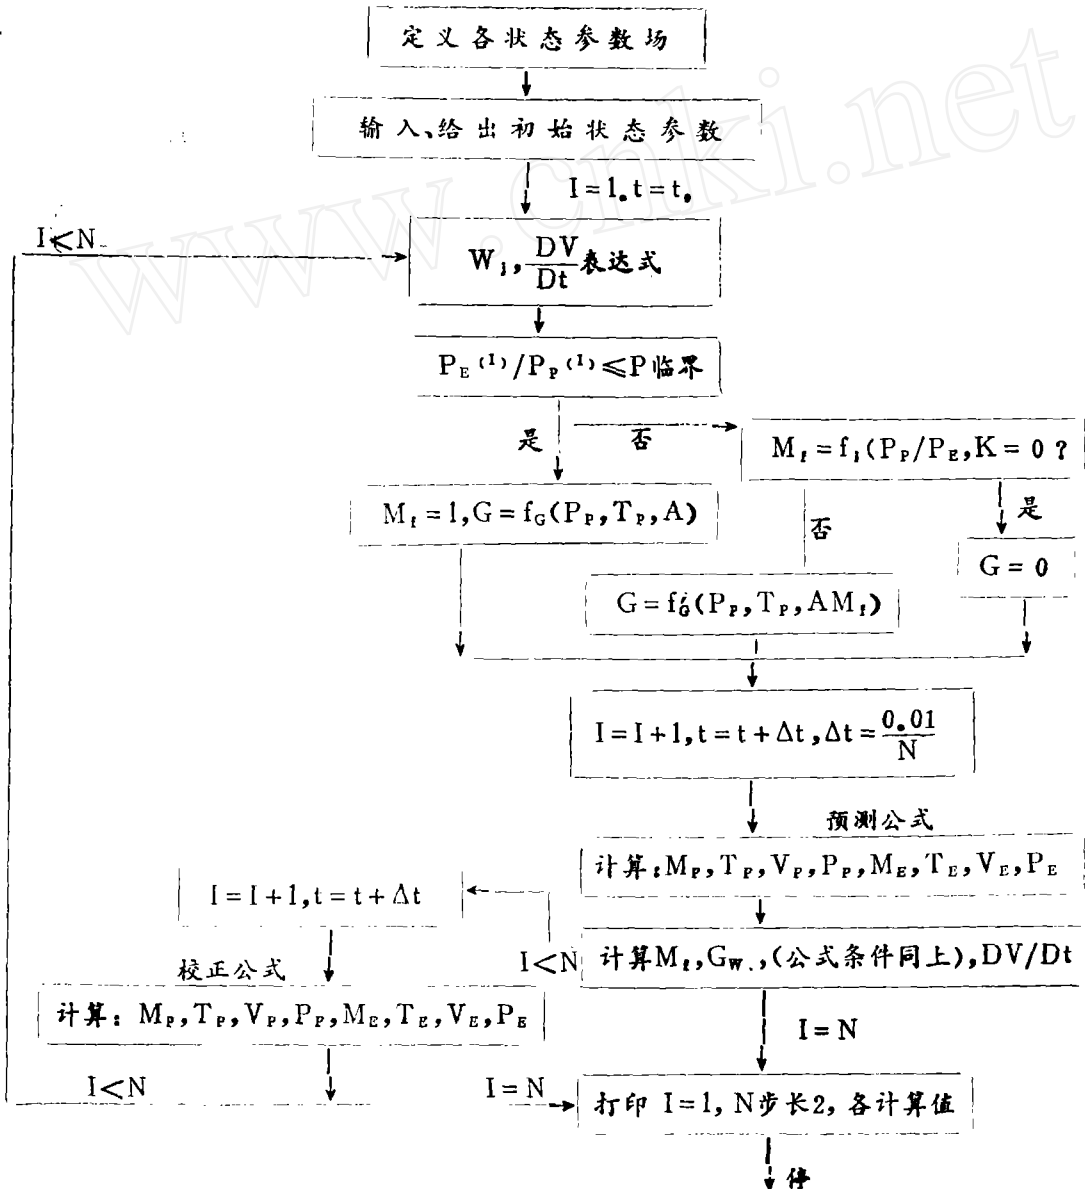 定义各状态参数场
输入、给出初始状态参数
I=1.t=t。
I<N
W₁,DV/Dt表达式
P_E⁽¹⁾/P_P⁽¹⁾≤P临界
是
否
M_f=f₁(P_P/P_E,K=0?
M_f=1,G=f_G(P_P,T_P,A)
否
是
G=0
G=f'_G(P_P,T_P,AM_f)
I=I+1,t=t+Δt,Δt=0.01/N
预测公式
计算:M_P,T_P,V_P,P_P,M_E,T_E,V_E,P_E
I=I+1,t=t+Δt
I<N
计算M_f,G_W.,(公式条件同上),DV/Dt
校正公式
计算:M_P,T_P,V_P,P_P,M_E,T_E,V_E,P_E
I=N
I<N
I=N
打印 I=1,N步长2,各计算值
停
www.cnki.net